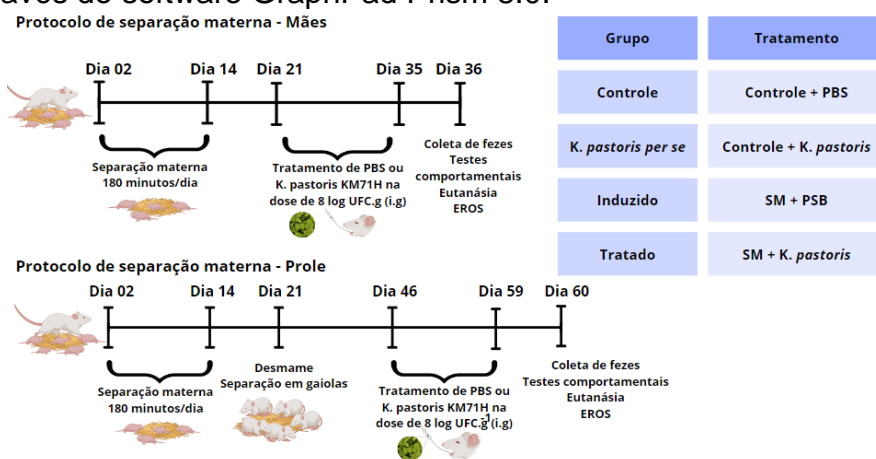 através do software GraphPad Prism
Protocolo de separação materna - Mães
Dia 02 Dia 14 Dia 21 Dia 35 Dia 36
Separação materna
180 minutos/dia
Tratamento de PBS ou
K. pastoris KM71H na
dose de 8 log UFC.g (i.g)
Coleta de fezes
Testes
comportamentais
Eutanásia
EROS
Grupo Tratamento
Controle Controle + PBS
K. pastoris per se Controle + K. pastoris
Induzido SM + PSB
Tratado SM + K. pastoris
Protocolo de separação materna - Prole
Dia 02 Dia 14 Dia 21 Dia 46 Dia 59 Dia 60
Separação materna
180 minutos/dia
Desmame
Separação em gaiolas
Tratamento de PBS ou
K. pastoris KM71H na
dose de 8 log UFC.g⁻¹(i.g)
Coleta de fezes
Testes comportamentais
Eutanásia
EROS